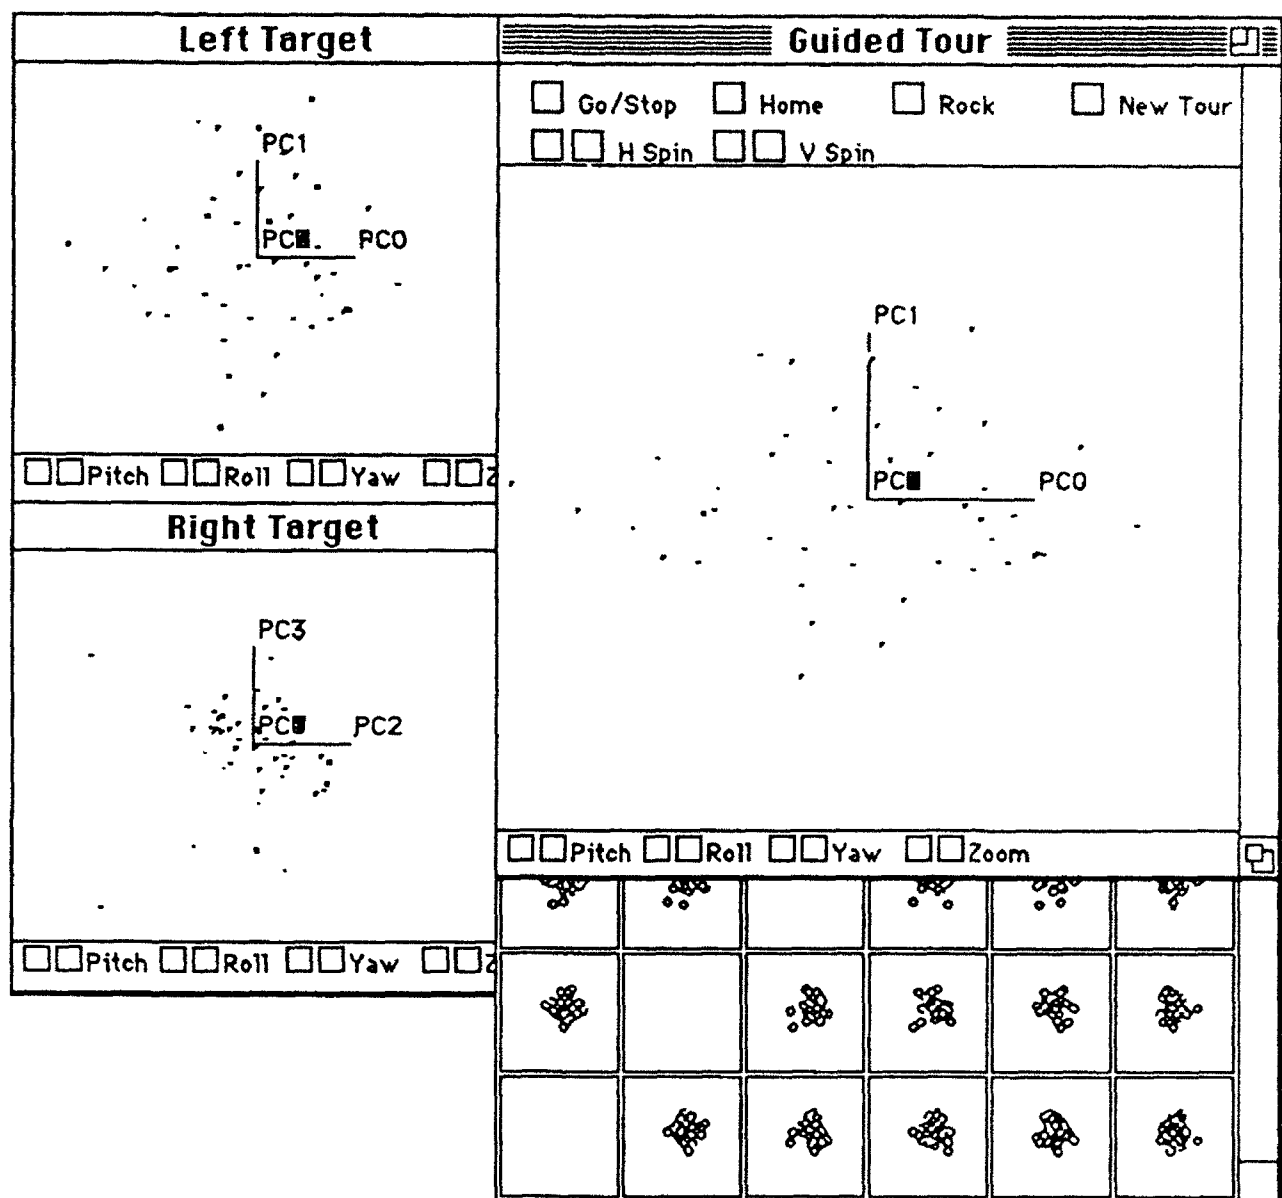 Left Target
PC1
PC0
Pitch Roll Yaw
Right Target
PC3
PC2
Pitch Roll Yaw
Guided Tour
Go/Stop Home Rock New Tour
H Spin V Spin
PC1
PC0
Pitch Roll Yaw Zoom